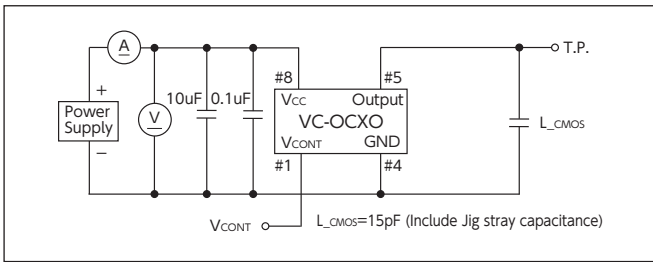 A
T.P.
#8
#5
+
10uF
0.1uF
Vcc
Output
Power
Supply
V
VC-OCXO
L_CMOS
VCONT
GND
−
#1
#4
VCONT
L_CMOS=15pF (Include Jig stray capacitance)